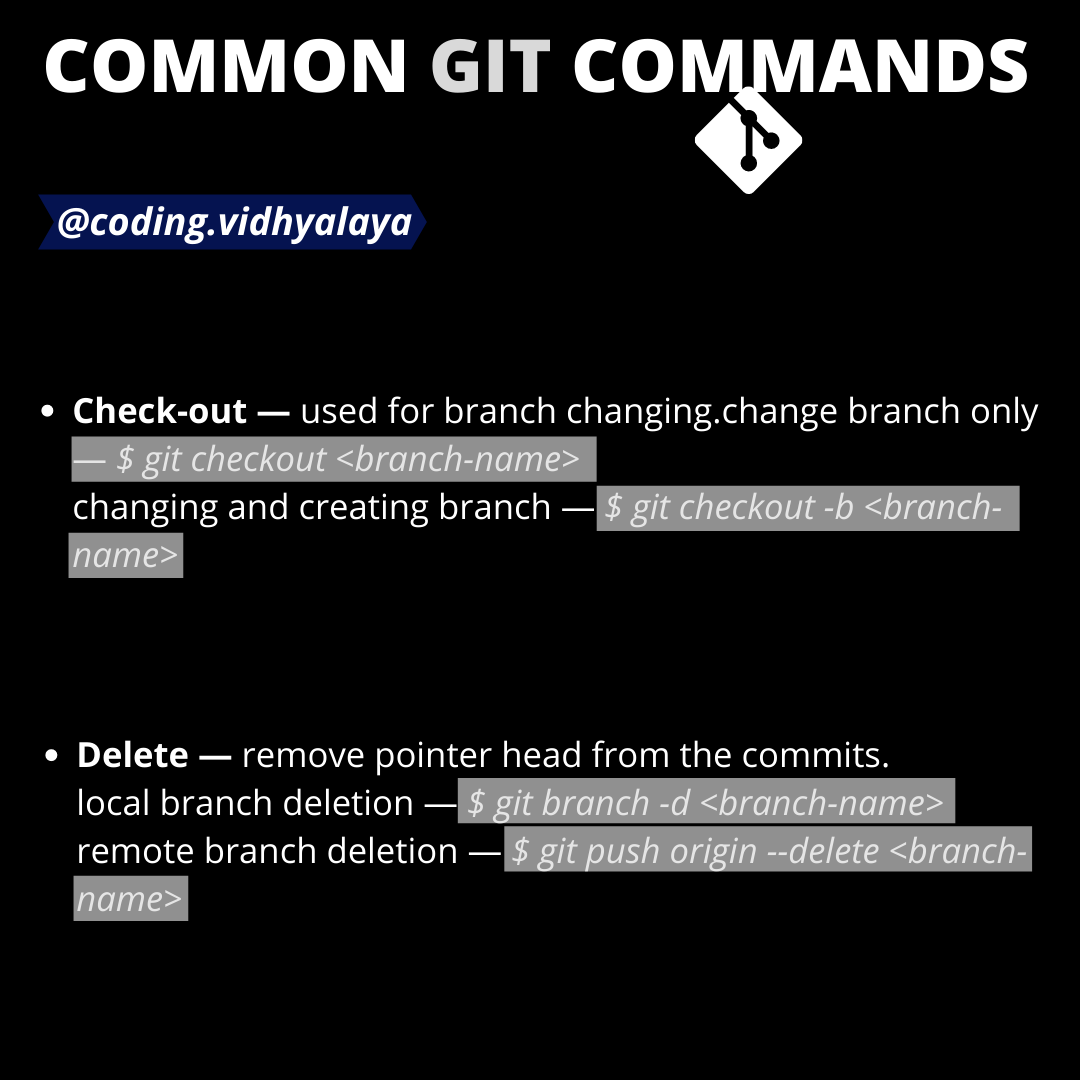 COMMON GIT COMMANDS
@coding.vidhyalaya
• Check-out — used for branch changing.change branch only
— $ git checkout <branch-name>
changing and creating branch — $ git checkout -b <branch-
name>
• Delete — remove pointer head from the commits.
local branch deletion — $ git branch -d <branch-name>
remote branch deletion — $ git push origin --delete <branch-
name>